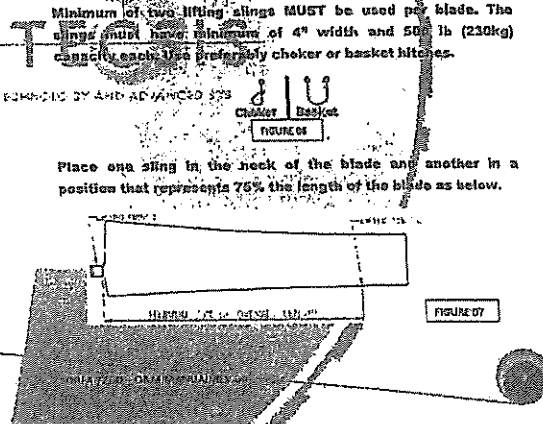 Minimum of two lifting slings MUST be used per blade. The
slings must have minimum of 4" width and 500 lb (230kg)
capacity each. Use preferably choker or basket hitches.
TECSIS
Choker Basket
FIGURE 06
Place one sling in the neck of the blade and another in a
position that represents 75% the length of the blade as below.
FIGURE 07